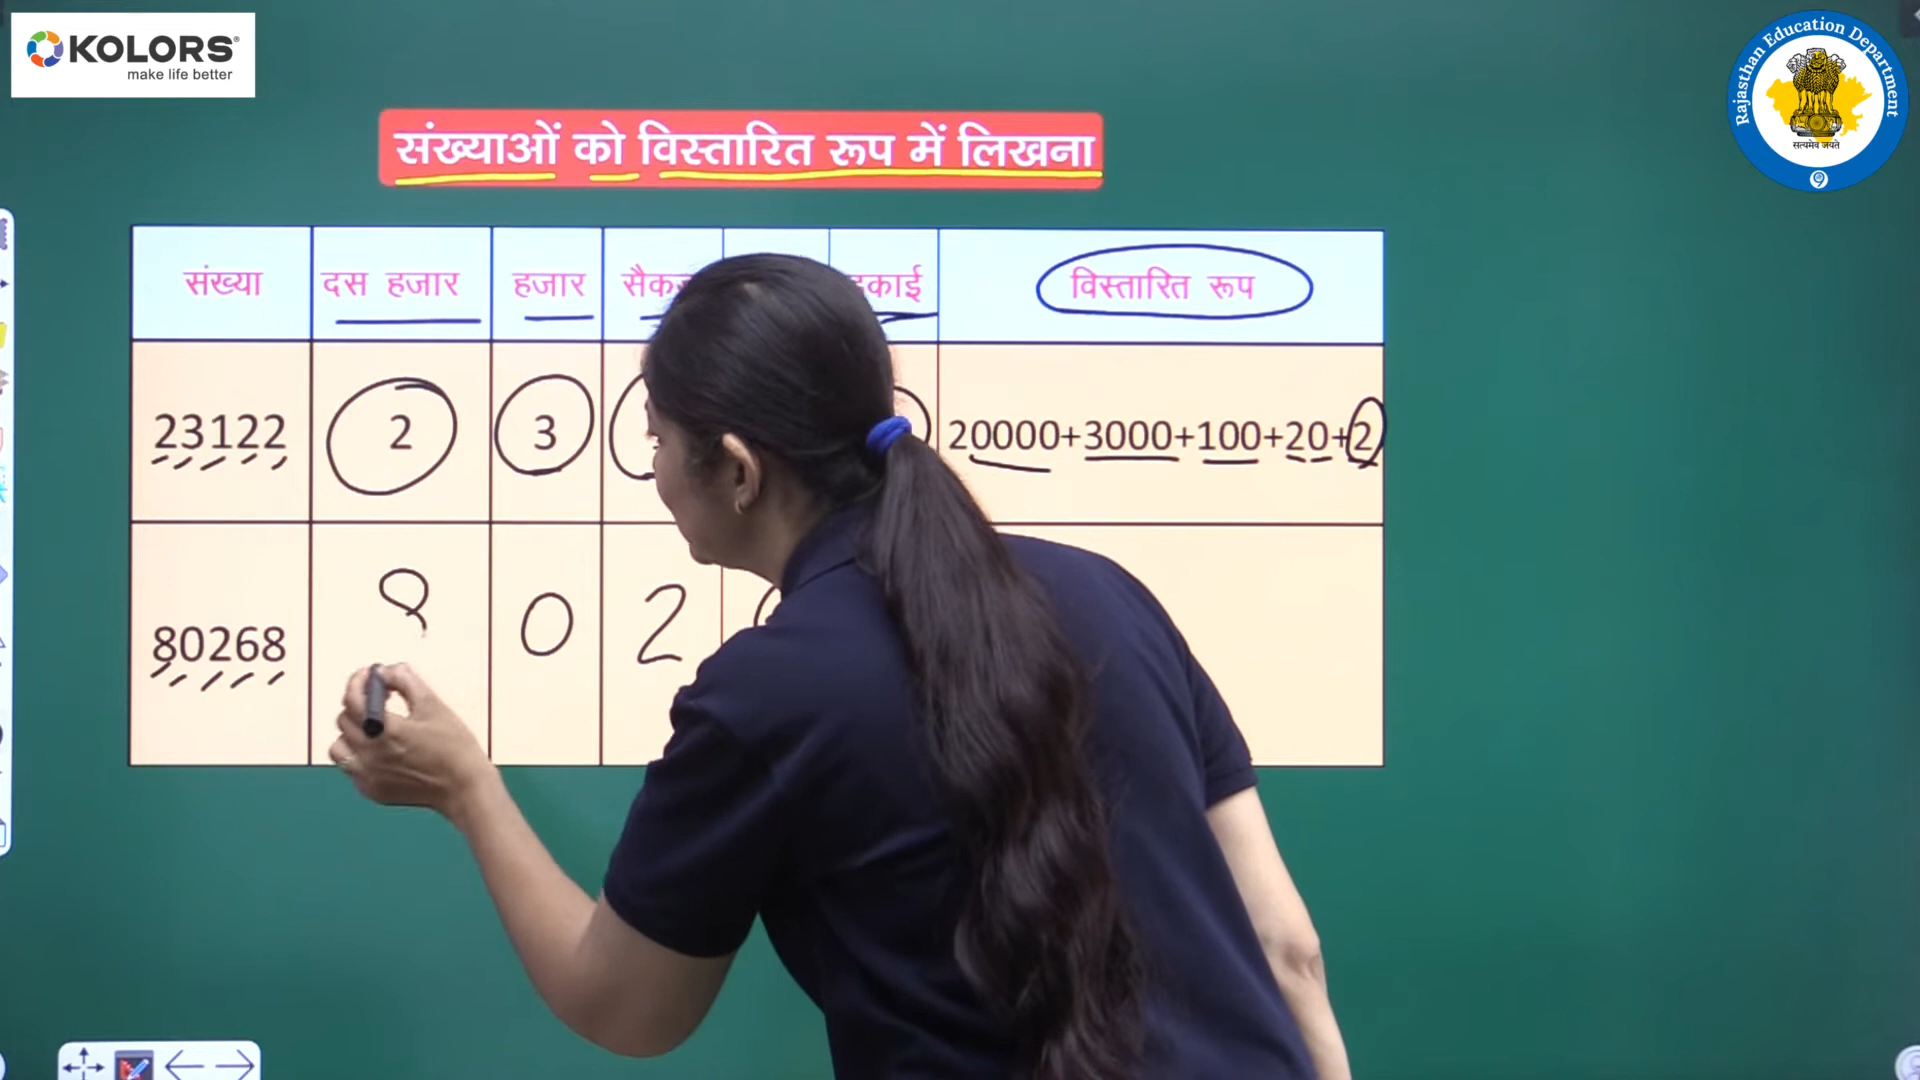 KOLORS®
make life better
Rajasthan Education Department
सत्यमेव जयते
संख्याओं को विस्तारित रूप में लिखना
संख्या दस हजार हजार विस्तारित रूप
23122 2 3 20000+3000+100+20+2
80268 8 0 2